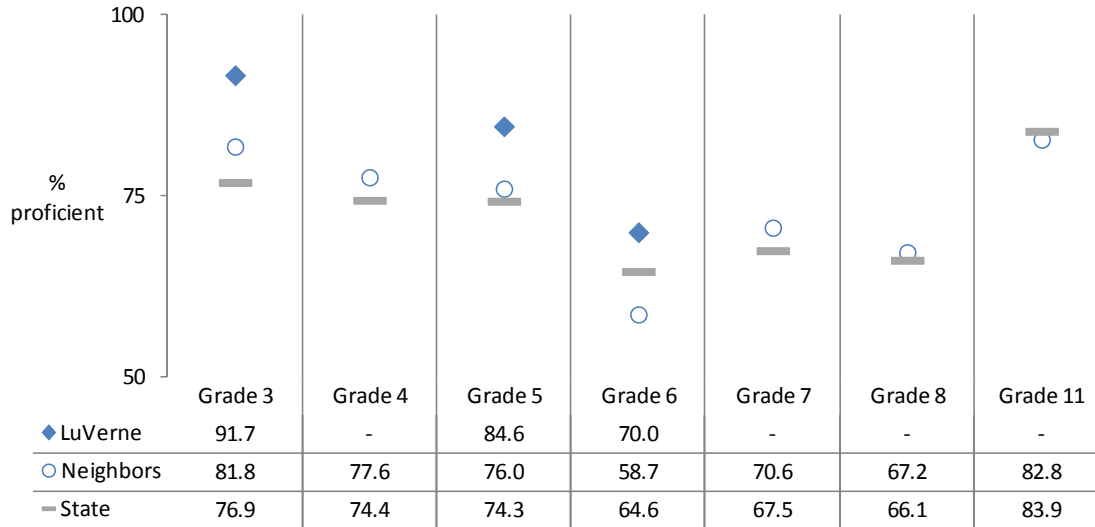 100
75
%
proficient
50
Grade 3 Grade 4 Grade 5 Grade 6 Grade 7 Grade 8 Grade 11
LuVerne 91.7 - 84.6 70.0 - - -
Neighbors 81.8 77.6 76.0 58.7 70.6 67.2 82.8
State 76.9 74.4 74.3 64.6 67.5 66.1 83.9